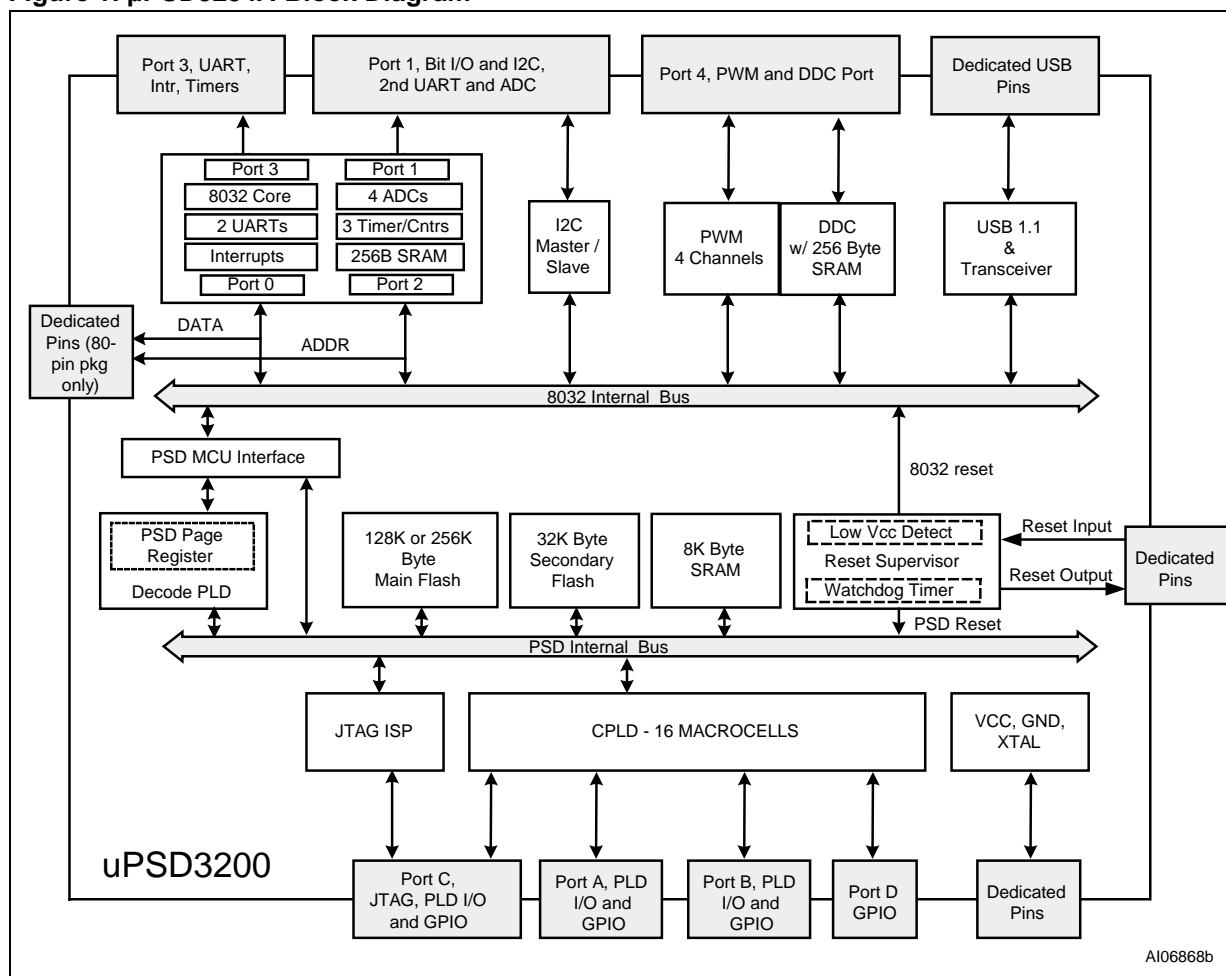 Port 3, UART,
Intr, Timers
Port 1, Bit I/O and I2C,
2nd UART and ADC
Port 4, PWM and DDC Port
Dedicated USB
Pins
Port 3
8032 Core
2 UARTs
Interrupts
Port 0
Port 1
4 ADCs
3 Timer/Cntrs
256B SRAM
Port 2
I2C
Master /
Slave
PWM
4 Channels
DDC
w/ 256 Byte
SRAM
USB 1.1
&
Transceiver
Dedicated
Pins (80-
pin pkg
only)
DATA
ADDR
8032 Internal Bus
PSD MCU Interface
8032 reset
PSD Page
Register
Decode PLD
128K or 256K
Byte
Main Flash
32K Byte
Secondary
Flash
8K Byte
SRAM
Low Vcc Detect
Reset Supervisor
Watchdog Timer
Reset Input
Reset Output
Dedicated
Pins
PSD Reset
PSD Internal Bus
JTAG ISP
CPLD - 16 MACROCELLS
VCC, GND,
XTAL
uPSD3200
Port C,
JTAG, PLD I/O
and GPIO
Port A, PLD
I/O and
GPIO
Port B, PLD
I/O and
GPIO
Port D
GPIO
Dedicated
Pins
AI06868b